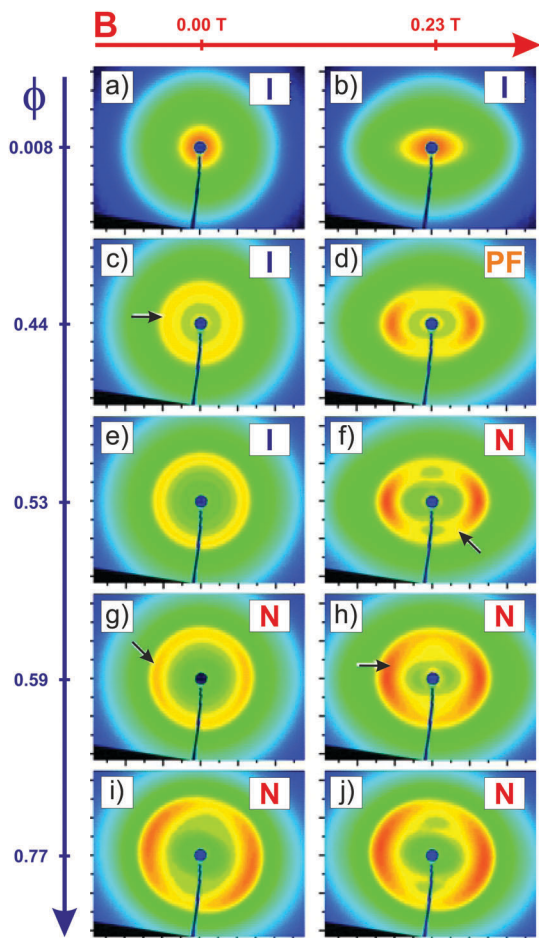 B 0.00 T 0.23 T
ϕ
a) I b) I
0.008
c) I d) PF
0.44
e) I f) N
0.53
g) N h) N
0.59
i) N j) N
0.77